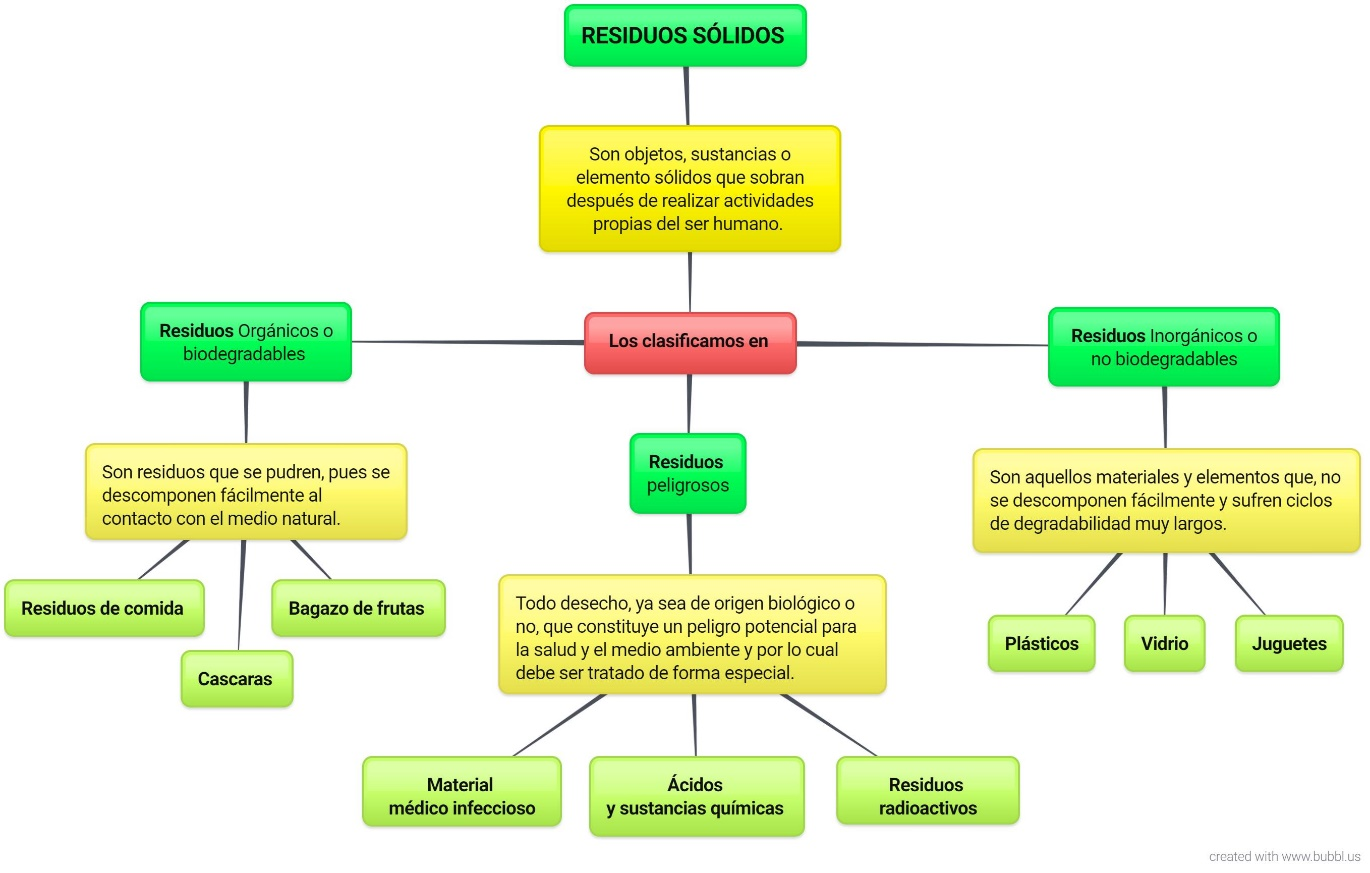 RESIDUOS SÓLIDOS
Son objetos, sustancias o
elemento sólidos que sobran
después de realizar actividades
propias del ser humano.
Los clasificamos en
Residuos Orgánicos o
biodegradables
Son residuos que se pudren, pues se
descomponen fácilmente al
contacto con el medio natural.
Residuos de comida
Cascaras
Bagazo de frutas
Residuos
peligrosos
Todo desecho, ya sea de origen biológico o
no, que constituye un peligro potencial para
la salud y el medio ambiente y por lo cual
debe ser tratado de forma especial.
Material
médico infeccioso
Ácidos
y sustancias químicas
Residuos
radioactivos
Residuos Inorgánicos o
no biodegradables
Son aquellos materiales y elementos que, no
se descomponen fácilmente y sufren ciclos
de degradabilidad muy largos.
Plásticos
Vidrio
Juguetes
created with www.bubbl.us